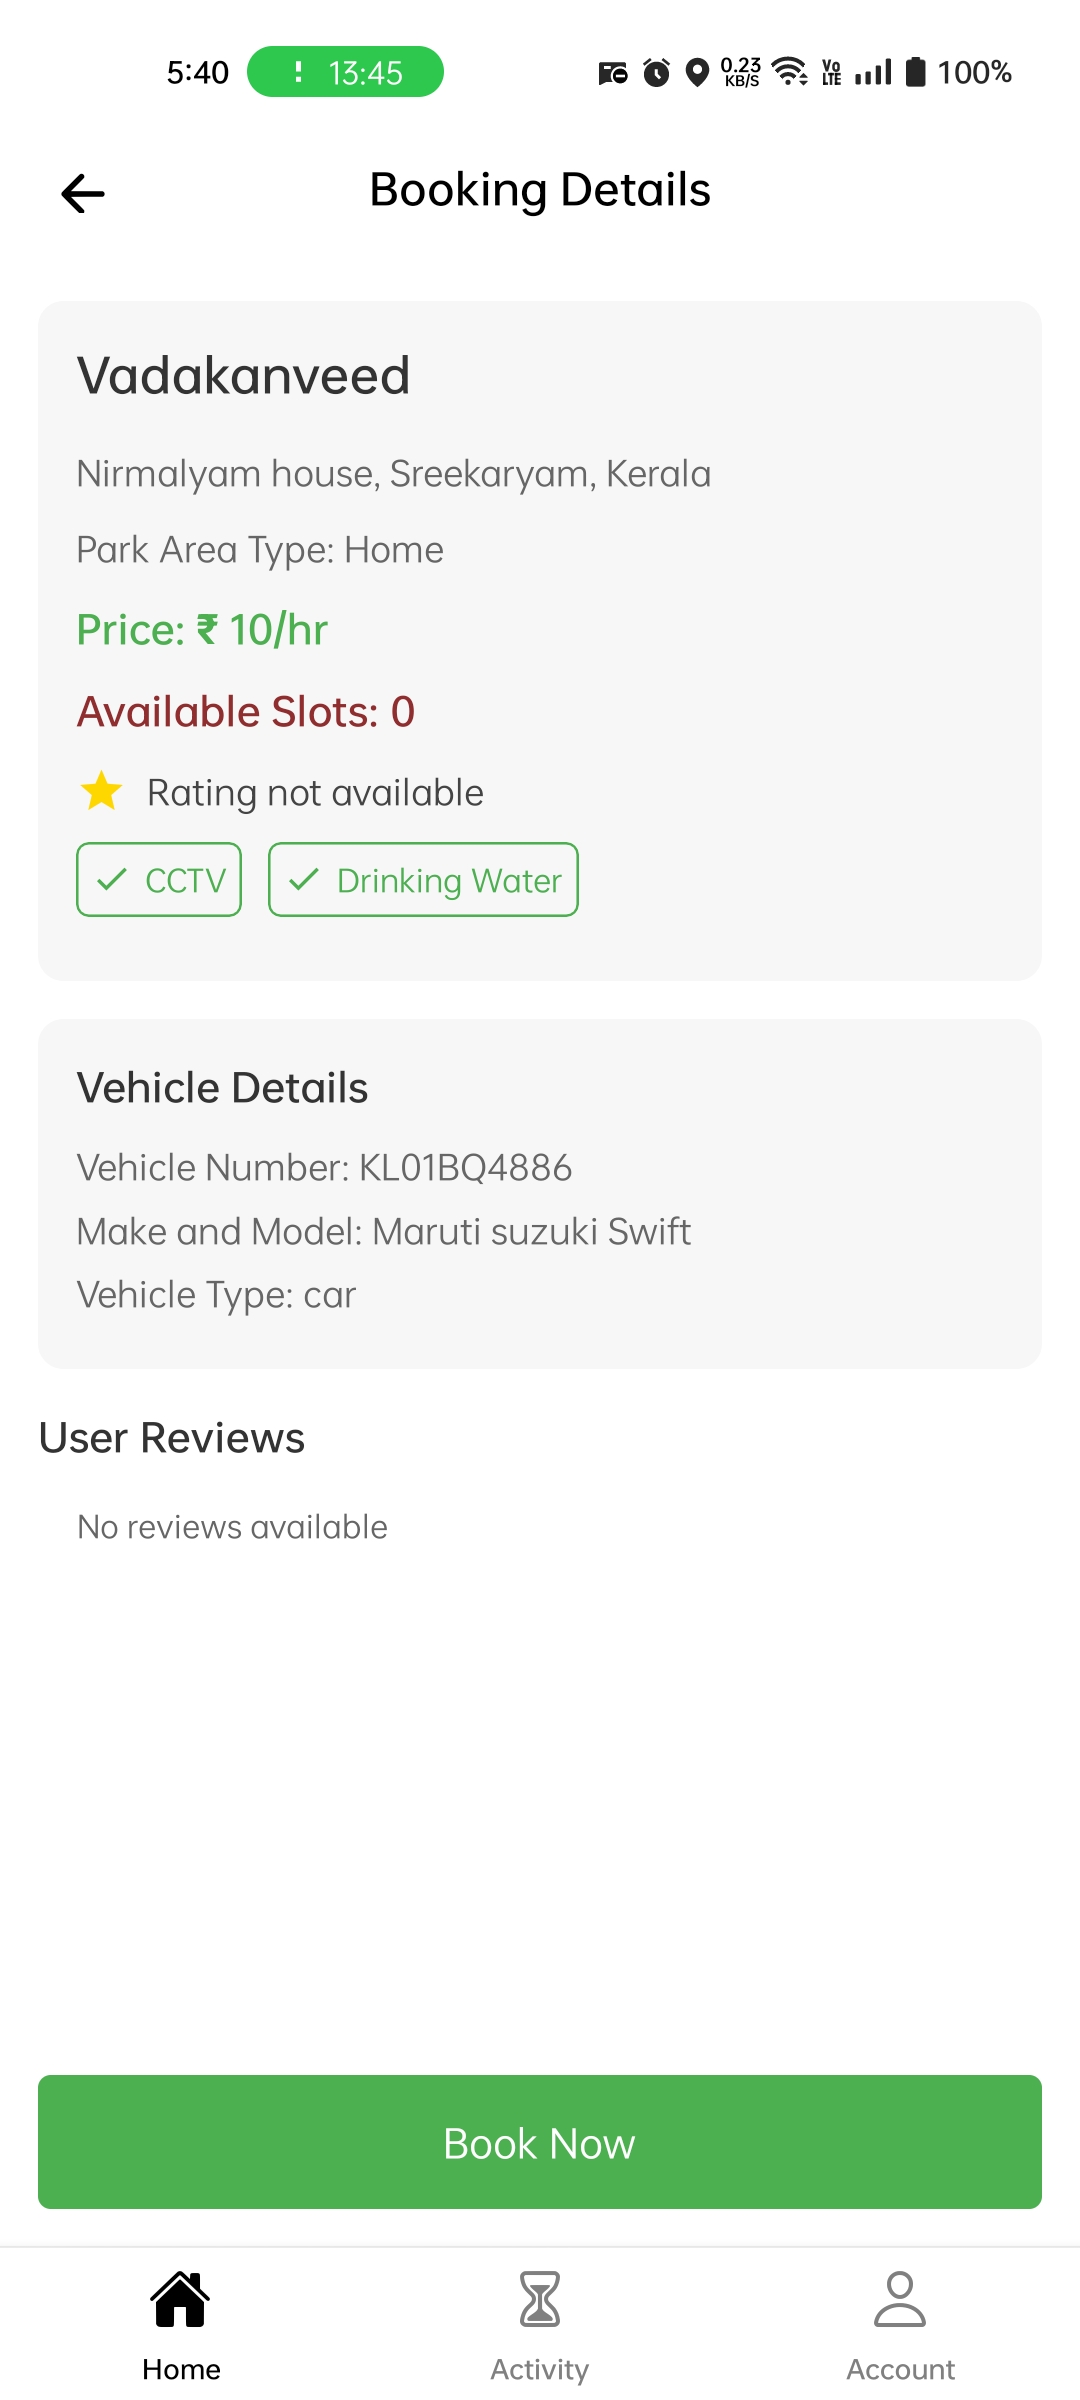 5:40 ! 13:45 0.23 KB/S Vo LTE 100%
Booking Details
Vadakanveed
Nirmalyam house, Sreekaryam, Kerala
Park Area Type: Home
Price: ₹ 10/hr
Available Slots: 0
Rating not available
CCTV Drinking Water
Vehicle Details
Vehicle Number: KL01BQ4886
Make and Model: Maruti suzuki Swift
Vehicle Type: car
User Reviews
No reviews available
Book Now
Home Activity Account